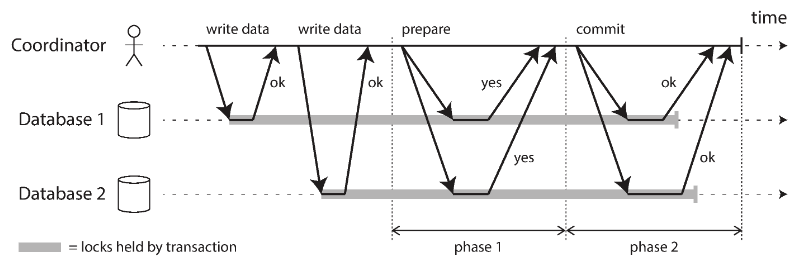 write data write data prepare commit time
Coordinator
ok ok yes ok
Database 1
yes ok
Database 2
= locks held by transaction phase 1 phase 2